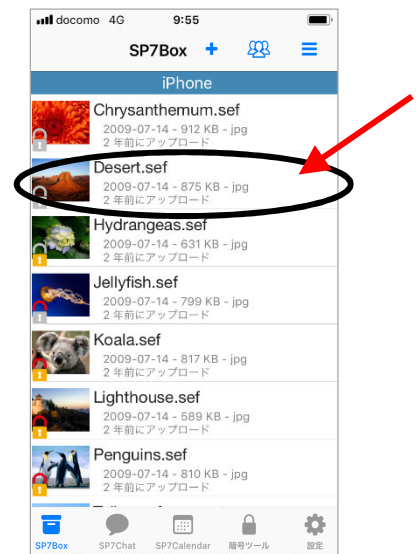 docomo 4G 9:55
SP7Box
iPhone
Chrysanthemum.sef
2009-07-14 - 912 KB - jpg
2 年前にアップロード
Desert.sef
2009-07-14 - 875 KB - jpg
2 年前にアップロード
Hydrangeas.sef
2009-07-14 - 631 KB - jpg
2 年前にアップロード
Jellyfish.sef
2009-07-14 - 799 KB - jpg
2 年前にアップロード
Koala.sef
2009-07-14 - 817 KB - jpg
2 年前にアップロード
Lighthouse.sef
2009-07-14 - 589 KB - jpg
2 年前にアップロード
Penguins.sef
2009-07-14 - 810 KB - jpg
2 年前にアップロード
SP7Box SP7Chat SP7Calendar 暗号ツール 設定